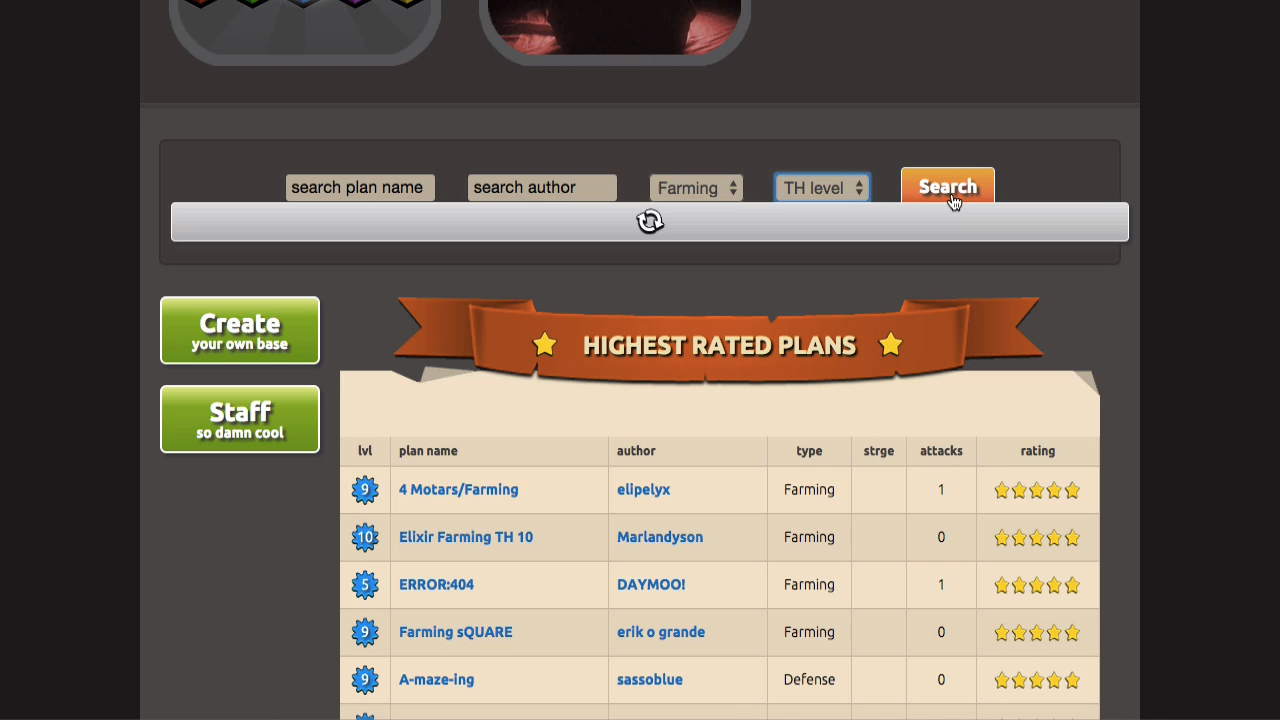 search plan name search author Farming TH level Search
Create
your own base
Staff
so damn cool
HIGHEST RATED PLANS
lvl plan name author type strge attacks rating
9 4 Motars/Farming elipelyx Farming 1
10 Elixir Farming TH 10 Marlandyson Farming 0
5 ERROR:404 DAYMOO! Farming 1
9 Farming sQUARE erik o grande Farming 0
9 A-maze-ing sassoblue Defense 0